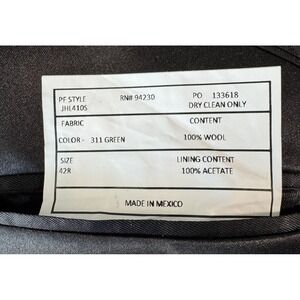 PF STYLE RN# 94230 PO 133618
JHL4105 DRY CLEAN ONLY
FABRIC CONTENT
COLOR - 311 GREEN 100% WOOL
SIZE LINING CONTENT
42R 100% ACETATE
MADE IN MEXICO